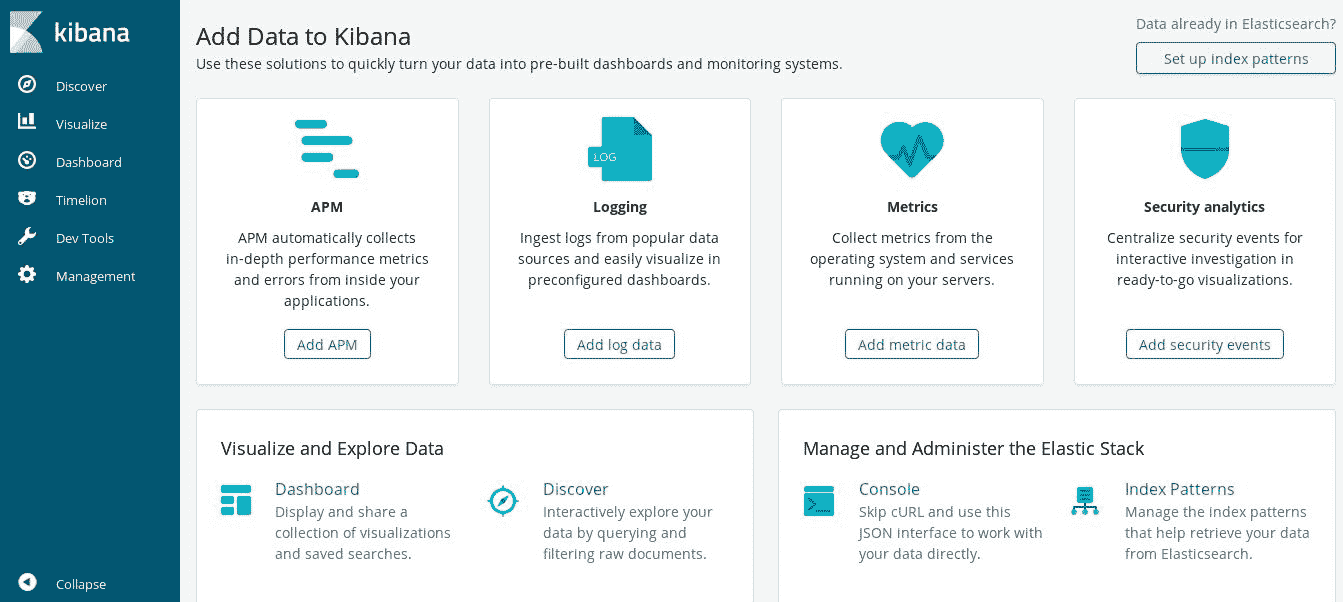 kibana
Discover
Visualize
Dashboard
Timelion
Dev Tools
Management
Collapse
Add Data to Kibana
Use these solutions to quickly turn your data into pre-built dashboards and monitoring systems.
Data already in Elasticsearch?
Set up index patterns
APM
APM automatically collects
in-depth performance metrics
and errors from inside your
applications.
Add APM
LOG
Logging
Ingest logs from popular data
sources and easily visualize in
preconfigured dashboards.
Add log data
Metrics
Collect metrics from the
operating system and services
running on your servers.
Add metric data
Security analytics
Centralize security events for
interactive investigation in
ready-to-go visualizations.
Add security events
Visualize and Explore Data
Dashboard
Display and share a
collection of visualizations
and saved searches.
Discover
Interactively explore your
data by querying and
filtering raw documents.
Manage and Administer the Elastic Stack
Console
Skip cURL and use this
JSON interface to work with
your data directly.
Index Patterns
Manage the index patterns
that help retrieve your data
from Elasticsearch.